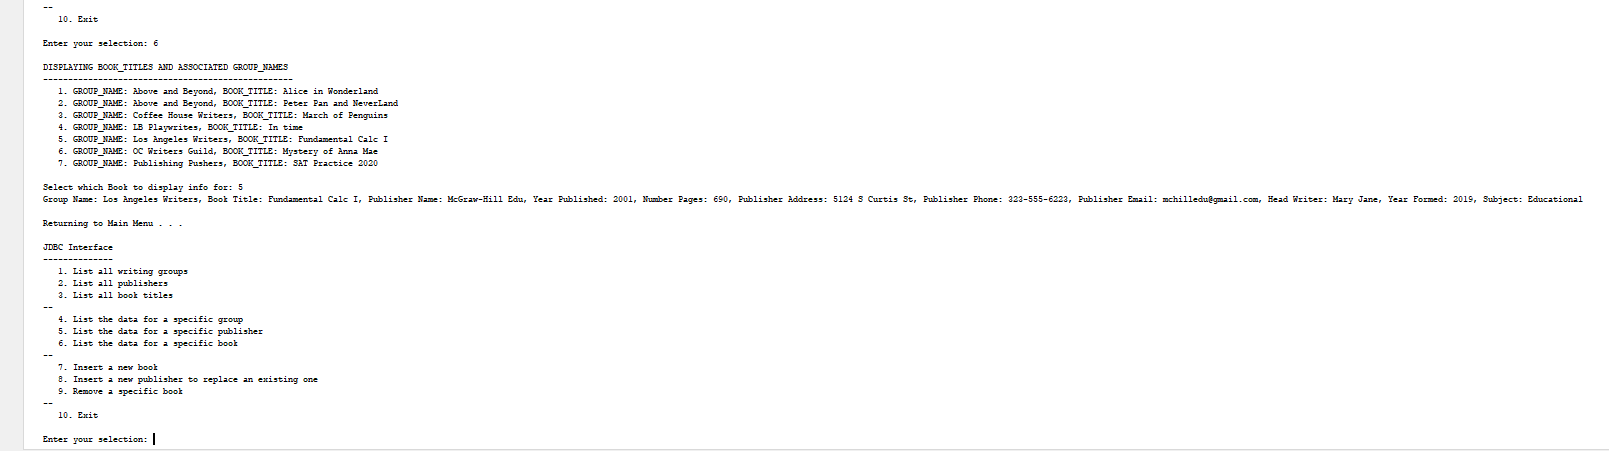 --
10. Exit
Enter your selection: 6
DISPLAYING BOOK_TITLES AND ASSOCIATED GROUP_NAMES
--------------------------------------------------
1. GROUP_NAME: Above and Beyond, BOOK_TITLE: Alice in Wonderland
2. GROUP_NAME: Above and Beyond, BOOK_TITLE: Peter Pan and NeverLand
3. GROUP_NAME: Coffee House Writers, BOOK_TITLE: March of Penguins
4. GROUP_NAME: LB Playwrites, BOOK_TITLE: In time
5. GROUP_NAME: Los Angeles Writers, BOOK_TITLE: Fundamental Calc I
6. GROUP_NAME: OC Writers Guild, BOOK_TITLE: Mystery of Anna Mae
7. GROUP_NAME: Publishing Pushers, BOOK_TITLE: SAT Practice 2020
Select which Book to display info for: 5
Group Name: Los Angeles Writers, Book Title: Fundamental Calc I, Publisher Name: McGraw-Hill Edu, Year Published: 2001, Number Pages: 690, Publisher Address: 5124 S Curtis St, Publisher Phone: 323-555-6223, Publisher Email: mchilledu@gmail.com, Head Writer: Mary Jane, Year Formed: 2019, Subject: Educational
Returning to Main Menu . . .
JDBC Interface
--------------
1. List all writing groups
2. List all publishers
3. List all book titles
--
4. List the data for a specific group
5. List the data for a specific publisher
6. List the data for a specific book
--
7. Insert a new book
8. Insert a new publisher to replace an existing one
9. Remove a specific book
--
10. Exit
Enter your selection: